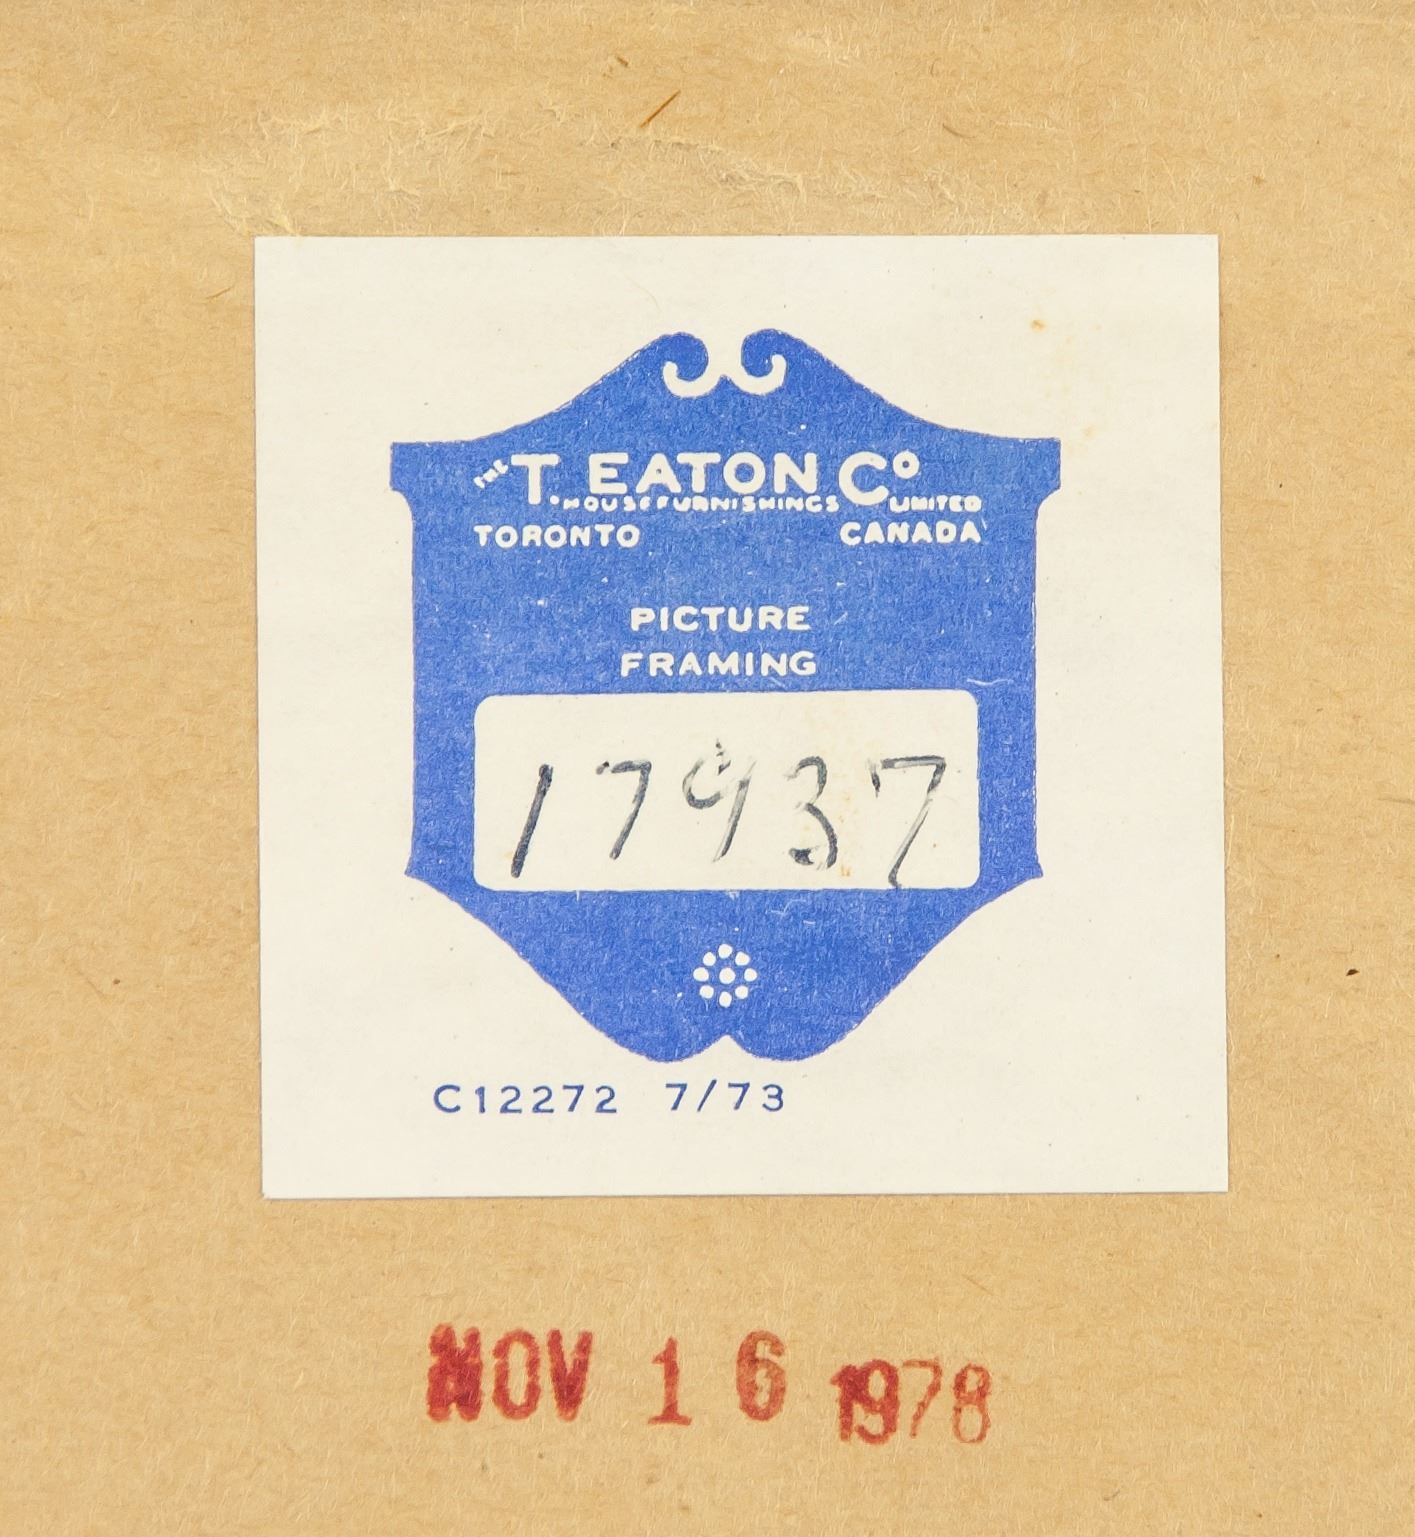 THE T. EATON Co
HOUSEFURNISHINGS LIMITED
TORONTO CANADA
PICTURE
FRAMING
17937
C12272 7/73
NOV 16 1978